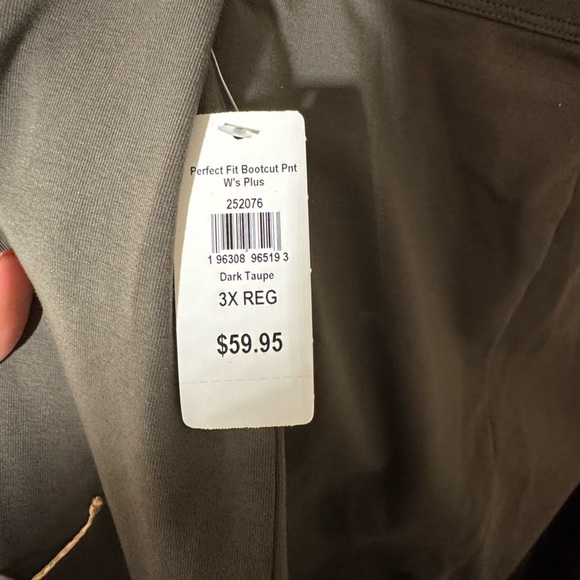 Perfect Fit Bootcut Pnt
W's Plus
252076
1 96308 96519 3
Dark Taupe
3X REG
$59.95